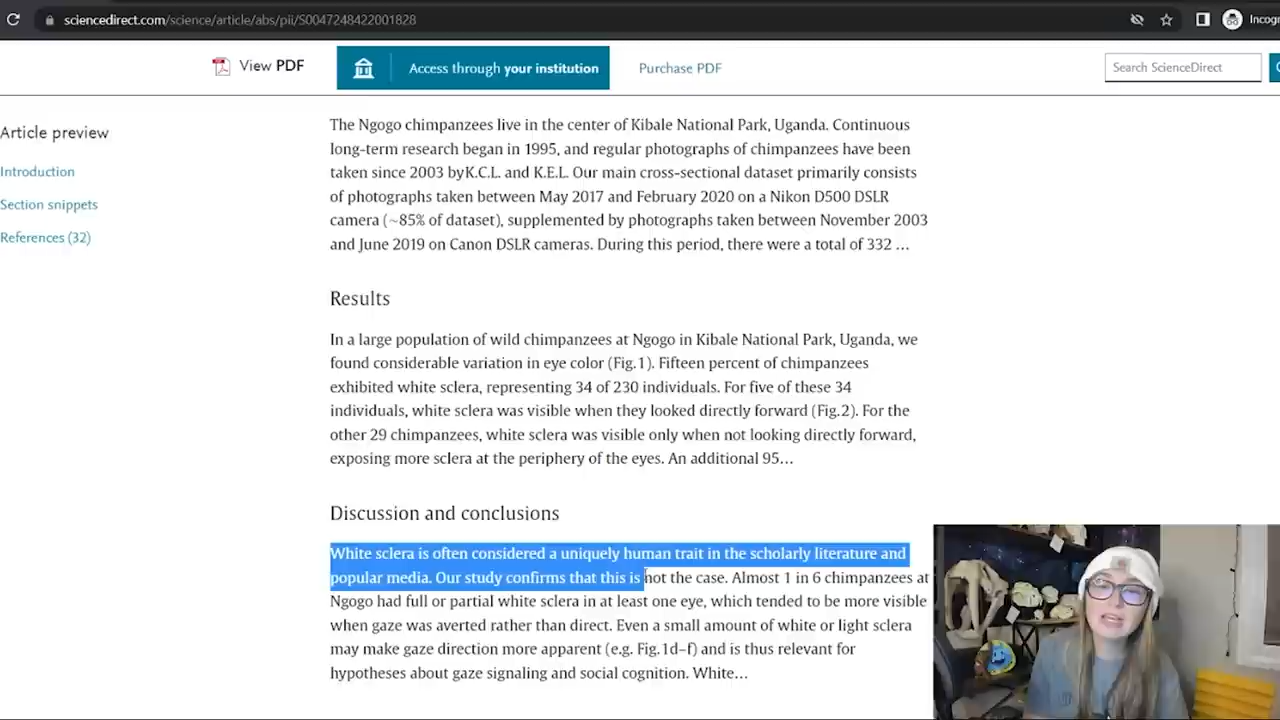 sciencedirect.com/science/article/abs/pii/S0047248422001828
Incogn
View PDF
Access through your institution
Purchase PDF
Search ScienceDirect
Article preview
Introduction
Section snippets
References (32)
The Ngogo chimpanzees live in the center of Kibale National Park, Uganda. Continuous
long-term research began in 1995, and regular photographs of chimpanzees have been
taken since 2003 byK.C.L. and K.E.L. Our main cross-sectional dataset primarily consists
of photographs taken between May 2017 and February 2020 on a Nikon D500 DSLR
camera (~85% of dataset), supplemented by photographs taken between November 2003
and June 2019 on Canon DSLR cameras. During this period, there were a total of 332 ...
Results
In a large population of wild chimpanzees at Ngogo in Kibale National Park, Uganda, we
found considerable variation in eye color (Fig.1). Fifteen percent of chimpanzees
exhibited white sclera, representing 34 of 230 individuals. For five of these 34
individuals, white sclera was visible when they looked directly forward (Fig.2). For the
other 29 chimpanzees, white sclera was visible only when not looking directly forward,
exposing more sclera at the periphery of the eyes. An additional 95...
Discussion and conclusions
White sclera is often considered a uniquely human trait in the scholarly literature and
popular media. Our study confirms that this is not the case. Almost 1 in 6 chimpanzees at
Ngogo had full or partial white sclera in at least one eye, which tended to be more visible
when gaze was averted rather than direct. Even a small amount of white or light sclera
may make gaze direction more apparent (e.g. Fig.1d–f) and is thus relevant for
hypotheses about gaze signaling and social cognition. White...